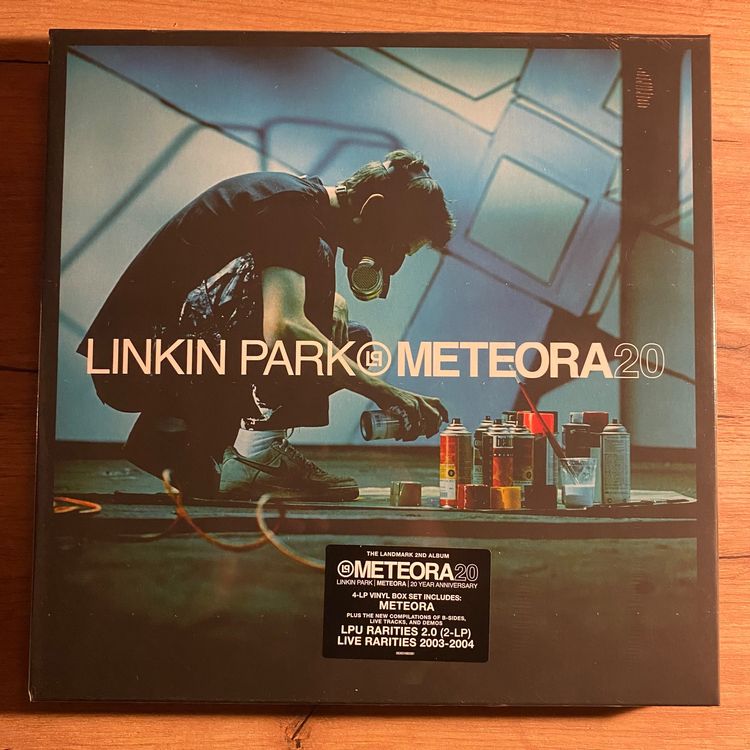 LINKIN PARK METEORA20
THE LANDMARK 2ND ALBUM
METEORA20
LINKIN PARK | METEORA | 20 YEAR ANNIVERSARY
4-LP VINYL BOX SET INCLUDES:
METEORA
PLUS THE NEW COMPILATIONS OF B-SIDES,
LIVE TRACKS, AND DEMOS
LPU RARITIES 2.0 (2-LP)
LIVE RARITIES 2003-2004